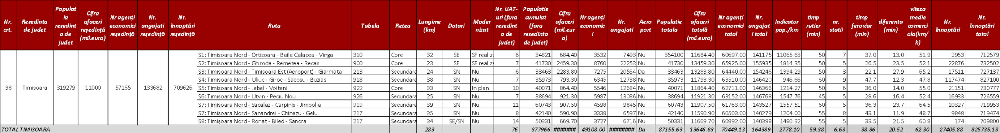 Nr. crt. | Resedinta de judet | Populatia resedinta de judet | Cifra afaceri reședință (mil.euro) | Nr agenți economici reședință | Nr. angajati reședință | Nr. înnoptări reședință | Ruta | Tabela | Retea | Lungime (km) | Dotari | Modernizat | Nr. UAT-uri (fara resedinta de judet) | Populatie cumulat (fara resedinta de judet) | Cifra afaceri (mil.euro) | Nr agenți economici | Nr. angajati | Aeroport | Pupulatie totala | Cifra afaceri totală (mil.euro) | Nr agenți economici total | Nr. angajati total | Indicator pop./km | timp rutier (min) | nr. statii | timp feroviar (min) | diferenta (min) | viteza medie comerciala(km/h) | Nr. înnoptări | Nr. înnoptări total
38 | Timisoara | 319279 | 11000 | 57165 | 133682 | 709626
S1: Timisoara Nord - Ortisoara - Baile Calacea - Vinga | 310 | Core | 32 | SE | SF realiza | 6 | 34821 | 684.40 | 3532 | 7493 | Nu | 354100 | 11684.40 | 60697.00 | 141175 | 11065.63 | 50 | 7 | 37.0 | 13.0 | 51.9 | 2953 | 712579
S2: Timisoara Nord - Ghiroda - Remetea - Recas | 900 | Core | 23 | SE | SF realiza | 7 | 41730 | 2459.30 | 8760 | 22253 | Nu | 41730 | 13459.30 | 65925.00 | 155935 | 1814.35 | 50 | 5 | 26.5 | 23.5 | 52.1 | 22876 | 732502
S3: Timisoara Nord - Timisoara Est (Aeroport) - Giarmata | 213 | Secundara | 24 | SN | Nu | 6 | 33463 | 2283.80 | 7275 | 20564 | Da | 33463 | 13283.80 | 64440.00 | 154246 | 1394.29 | 50 | 3 | 22.1 | 27.9 | 65.2 | 17511 | 727137
S4: Timisoara Nord - Uliuc - Giroc - Sacosu - Buzias | 918 | Secundara | 38 | SN | Nu | 7 | 35973 | 793.30 | 6345 | 12738 | Nu | 35973 | 11793.30 | 63510.00 | 146420 | 946.66 | 60 | 9 | 47.7 | 12.3 | 47.8 | 117474 | 827100
S5: Timisoara Nord - Jebel - Voiteni | 922 | Core | 33 | SN | In plan | 10 | 40071 | 864.40 | 5546 | 12684 | Nu | 40071 | 11864.40 | 62711.00 | 146366 | 1214.27 | 50 | 6 | 36.0 | 14.0 | 55.0 | 21151 | 730777
S6: Timisoara Nord - Utvin - Peciu Nou | 926 | Secundara | 25 | SN | Nu | 7 | 38694 | 921.30 | 5987 | 13086 | Nu | 38694 | 11921.30 | 63152.00 | 146768 | 1547.76 | 45 | 5 | 28.6 | 16.4 | 52.4 | 16933 | 726559
S7: Timisoara Nord - Sacalaz - Carpinis - Jimbolia | 919 | Secundara | 39 | SN | Nu | 11 | 60743 | 907.50 | 4598 | 9845 | Nu | 60743 | 11907.50 | 61763.00 | 143527 | 1557.51 | 60 | 5 | 36.3 | 23.7 | 64.5 | 10327 | 719953
S7: Timisoara Nord - Sanandrei - Chinezu - Gelu | 217 | Secundara | 35 | SN | Nu | 8 | 42140 | 590.90 | 3338 | 6597 | Nu | 42140 | 11590.90 | 60503.00 | 140279 | 1204.00 | 55 | 8 | 43.1 | 11.9 | 48.7 | 9848 | 719474
S8: Timișoara Nord - Ronaț - Biled - Sandra | 217 | Secundara | 34 | SE/SN | Nu | 14 | 50331 | 669.70 | 3727 | 6716 | Nu | 50331 | 11669.70 | 60892.00 | 140398 | 1480.32 | 55 | 5 | 33.5 | 21.5 | 60.8 | 174 | 709800
TOTAL TIMISOARA | 283 | 76 | 377966 | ####### | 49108.00 | ######## | Da | 87155.63 | 13646.83 | 70449.13 | 164389 | 2778.10 | 59.38 | 6.63 | 38.86 | 20.52 | 62.30 | 27405.88 | 825735.13